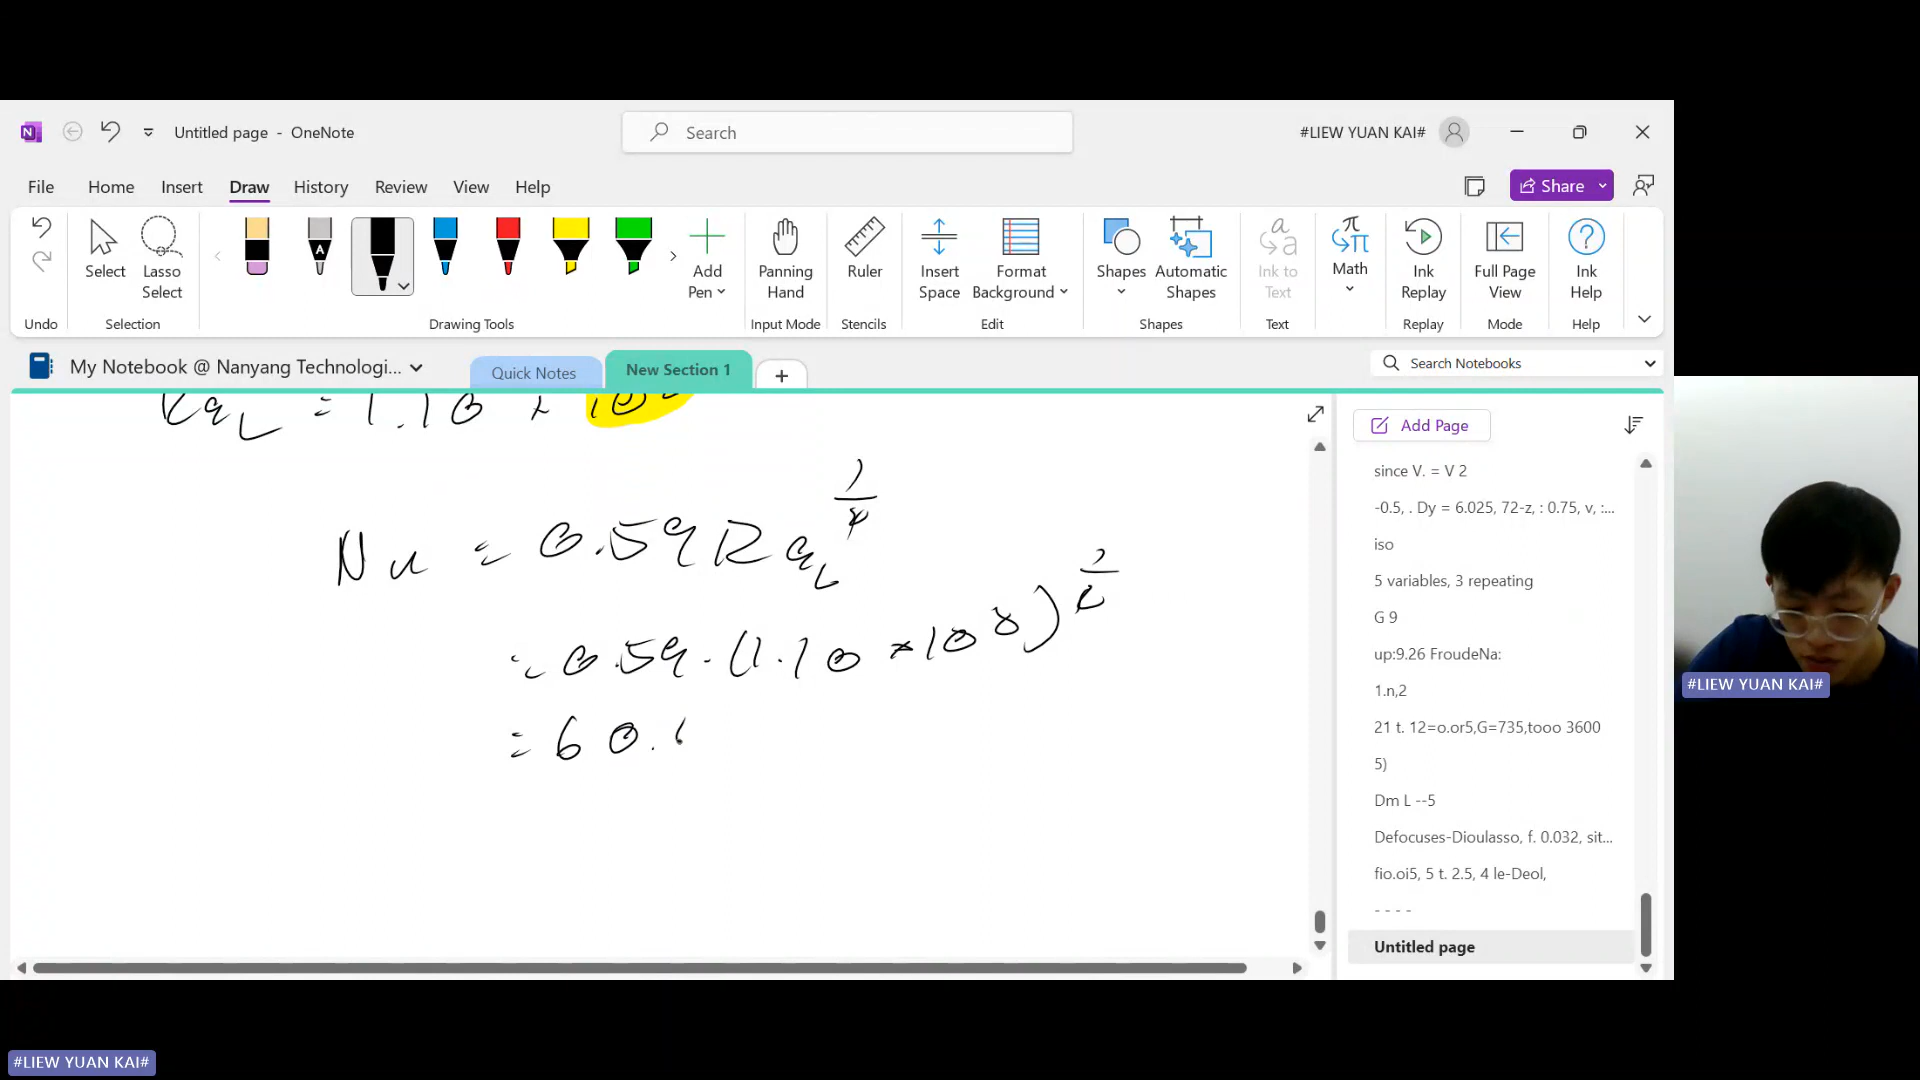 Untitled page - OneNote
Search
#LIEW YUAN KAI#
File Home Insert Draw History Review View Help
Share
Select
Lasso Select
A
Add Pen
Panning Hand
Ruler
Insert Space
Format Background
Shapes
Automatic Shapes
Ink to Text
Math
Ink Replay
Full Page View
Ink Help
Undo
Selection
Drawing Tools
Input Mode
Stencils
Edit
Shapes
Text
Replay
Mode
Help
My Notebook @ Nanyang Technologi...
Quick Notes
New Section 1
Search Notebooks
Ra_L = 1.10 × 10
Nu = 0.59 Ra_L^(1/4)
= 0.59 · (1.10 × 10^8)^(1/4)
= 60.
Add Page
since V. = V 2
-0.5, . Dy = 6.025, 72-z, : 0.75, v, :...
iso
5 variables, 3 repeating
G 9
up:9.26 FroudeNa:
1.n,2
21 t. 12=o.or5,G=735,tooo 3600
5)
Dm L --5
Defocuses-Dioulasso, f. 0.032, sit...
fio.oi5, 5 t. 2.5, 4 le-Deol,
- - - -
Untitled page
#LIEW YUAN KAI#
#LIEW YUAN KAI#